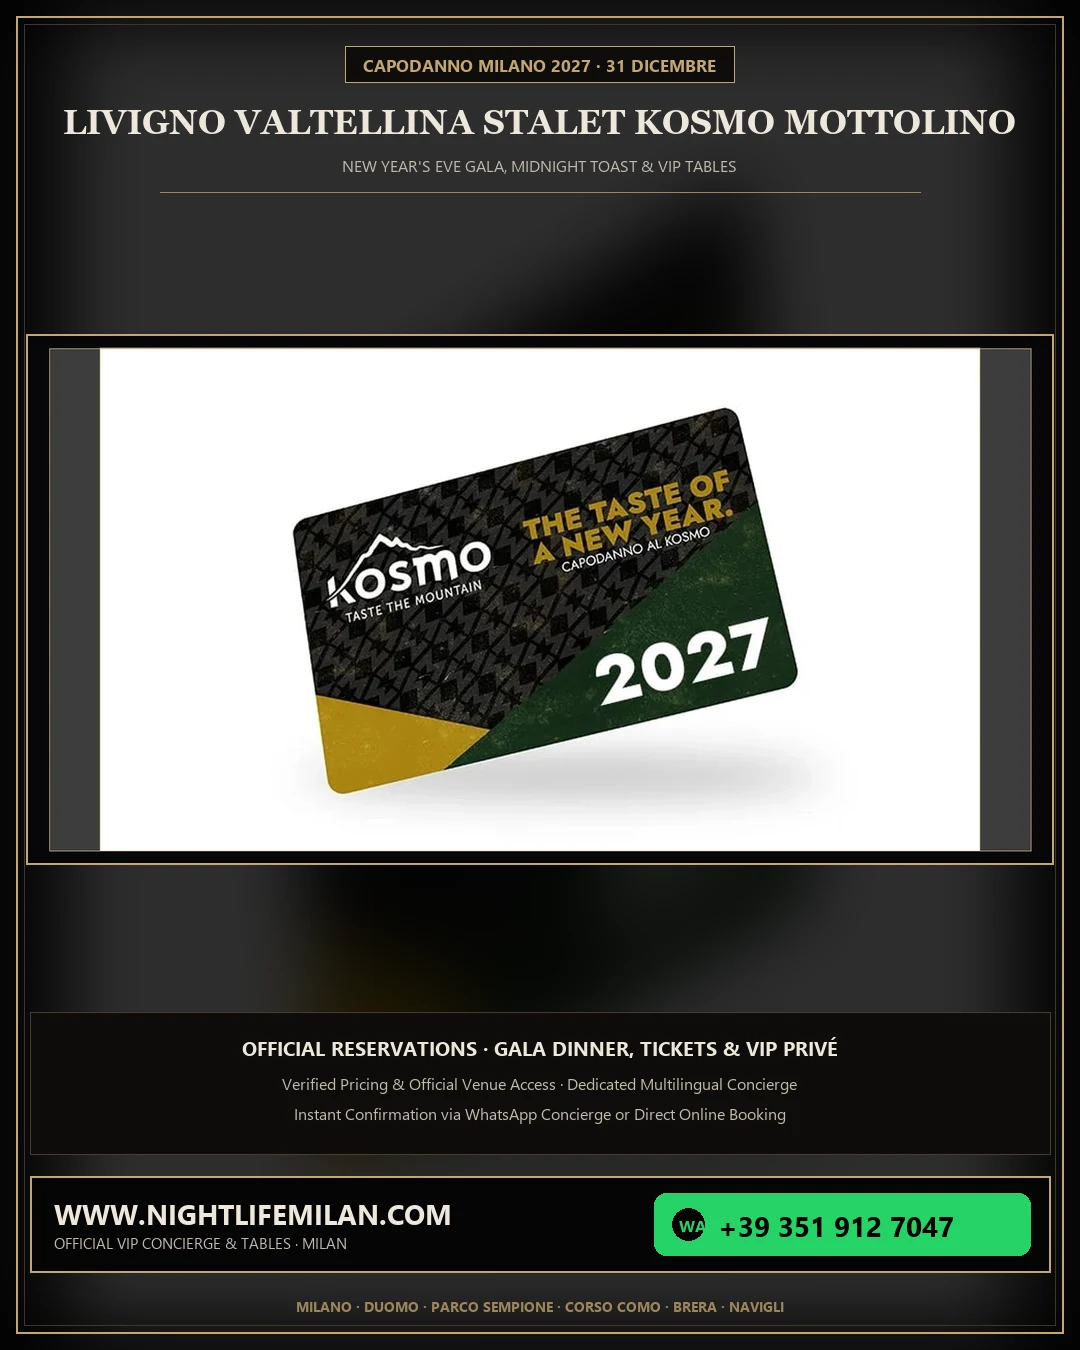 CAPODANNO MILANO 2027 · 31 DICEMBRE
LIVIGNO VALTELLINA STALET KOSMO MOTTOLINO
NEW YEAR'S EVE GALA, MIDNIGHT TOAST & VIP TABLES
Kosmo
TASTE THE MOUNTAIN
THE TASTE OF
A NEW YEAR.
CAPODANNO AL KOSMO
2027
OFFICIAL RESERVATIONS · GALA DINNER, TICKETS & VIP PRIVÉ
Verified Pricing & Official Venue Access · Dedicated Multilingual Concierge
Instant Confirmation via WhatsApp Concierge or Direct Online Booking
WWW.NIGHTLIFEMILAN.COM
OFFICIAL VIP CONCIERGE & TABLES · MILAN
WA +39 351 912 7047
MILANO · DUOMO · PARCO SEMPIONE · CORSO COMO · BRERA · NAVIGLI